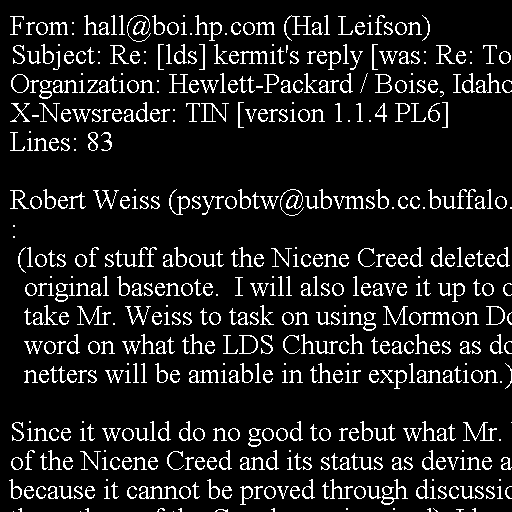 From: hall@boi.hp.com (Hal Leifson)
Subject: Re: [lds] kermit's reply [was: Re: To
Organization: Hewlett-Packard / Boise, Idaho
X-Newsreader: TIN [version 1.1.4 PL6]
Lines: 83
Robert Weiss (psyrobtw@ubvmsb.cc.buffalo.
:
(lots of stuff about the Nicene Creed deleted
original basenote.  I will also leave it up to
take Mr. Weiss to task on using Mormon
word on what the LDS Church teaches as
netters will be amiable in their explanation.)
Since it would do no good to rebut what Mr.
of the Nicene Creed and its status as devine
because it cannot be proved through